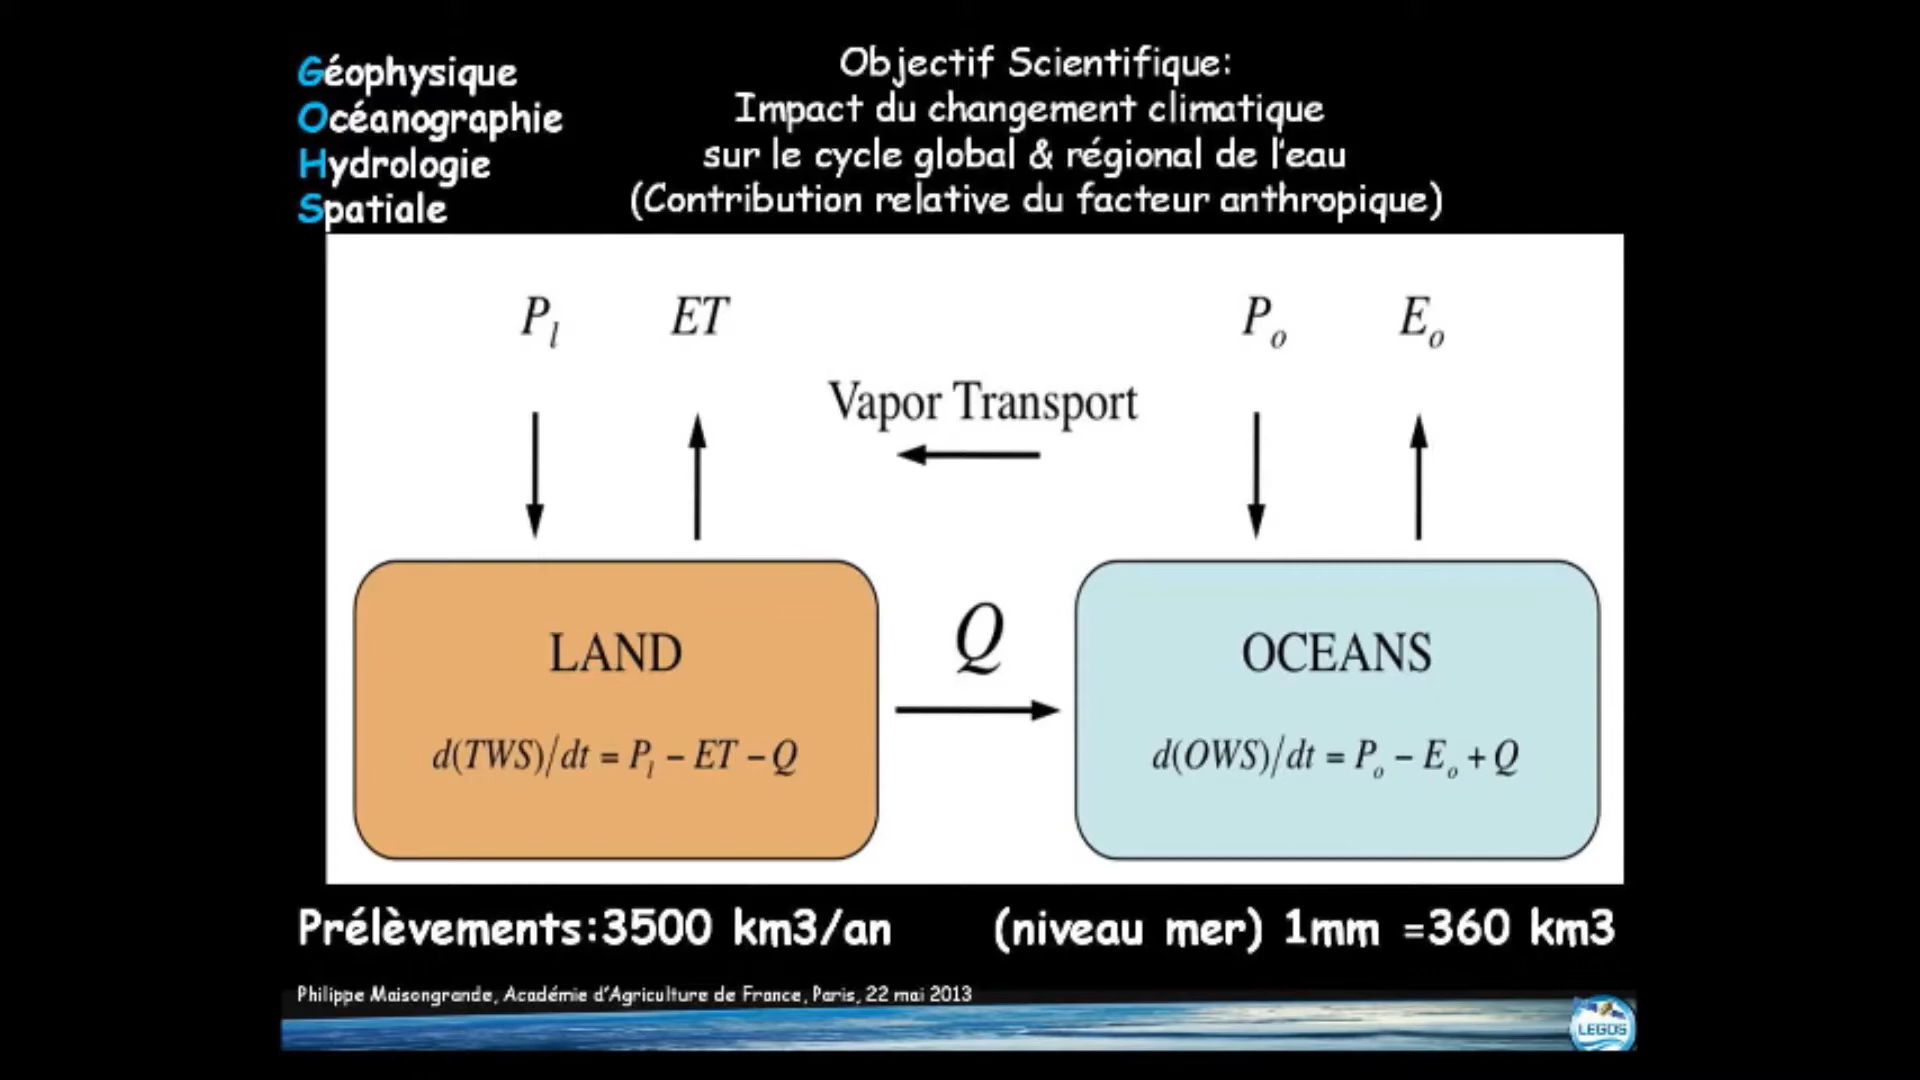 Géophysique
Océanographie
Hydrologie
Spatiale
Objectif Scientifique:
Impact du changement climatique
sur le cycle global & régional de l'eau
(Contribution relative du facteur anthropique)
P_l ET P_o E_o
Vapor Transport
LAND
d(TWS)/dt = P_l – ET – Q
Q
OCEANS
d(OWS)/dt = P_o – E_o + Q
Prélèvements:3500 km3/an
(niveau mer) 1mm =360 km3
Philippe Maisongrande, Académie d'Agriculture de France, Paris, 22 mai 2013
LEGOS